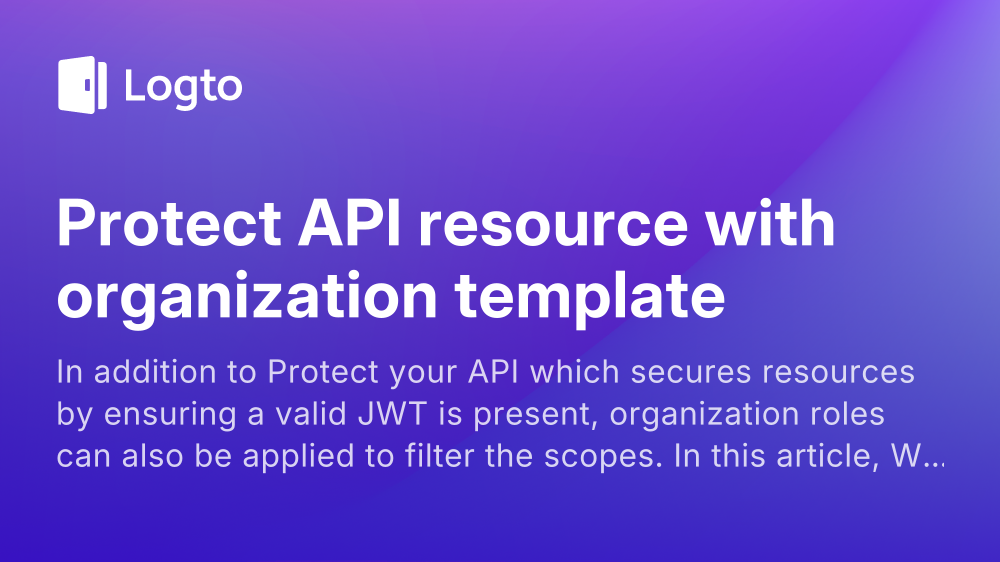 Logto
Protect API resource with
organization template
In addition to Protect your API which secures resources
by ensuring a valid JWT is present, organization roles
can also be applied to filter the scopes. In this article, W...